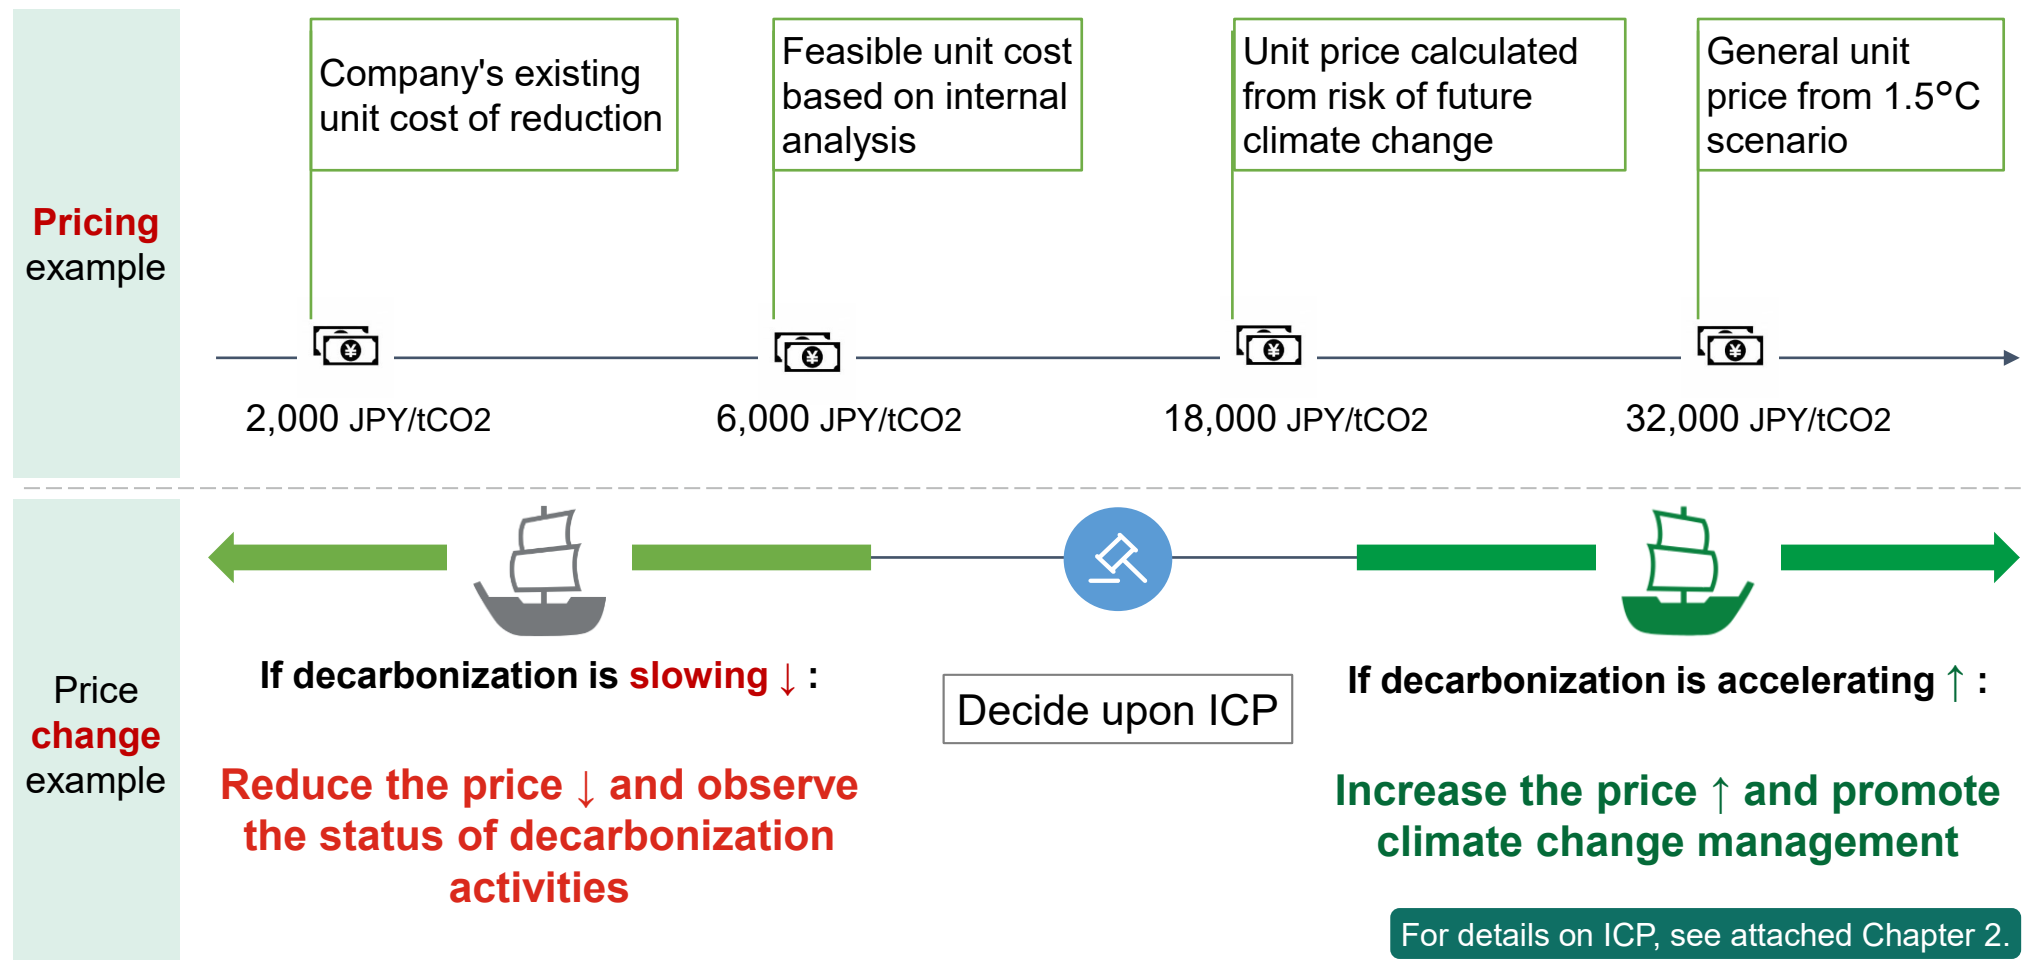 Pricing
example
Company's existing
unit cost of reduction
Feasible unit cost
based on internal
analysis
Unit price calculated
from risk of future
climate change
General unit
price from 1.5°C
scenario
¥
¥
¥
¥
2,000 JPY/tCO2
6,000 JPY/tCO2
18,000 JPY/tCO2
32,000 JPY/tCO2
Price
change
example
If decarbonization is slowing ↓ :
Reduce the price ↓ and observe
the status of decarbonization
activities
Decide upon ICP
If decarbonization is accelerating ↑ :
Increase the price ↑ and promote
climate change management
For details on ICP, see attached Chapter 2.